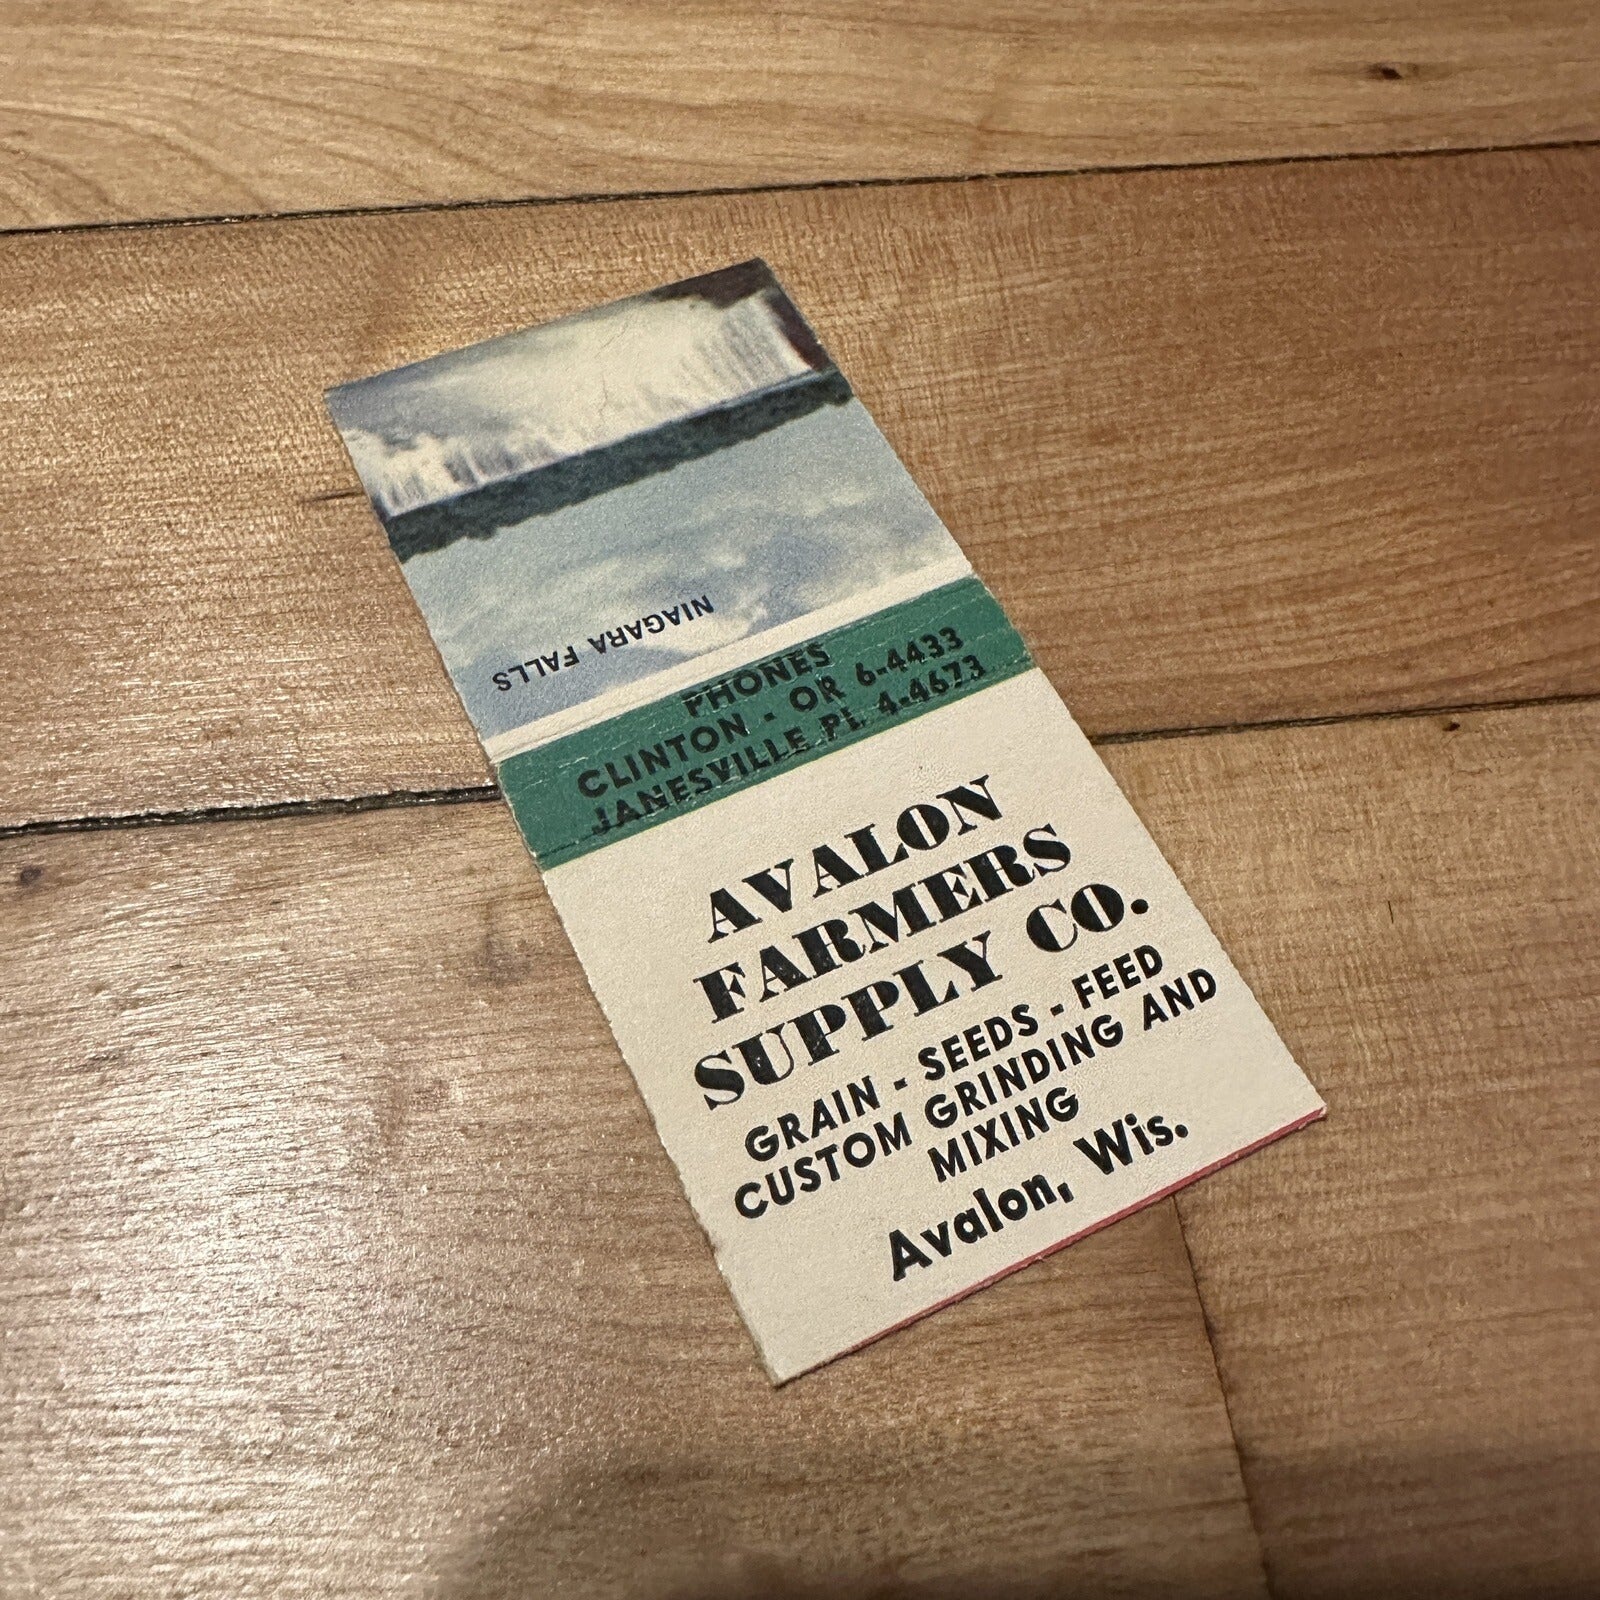 NIAGARA FALLS
PHONES
CLINTON - OR 6-4433
JANESVILLE PL 4-4673
AVALON
FARMERS
SUPPLY CO.
GRAIN - SEEDS - FEED
CUSTOM GRINDING AND
MIXING
Avalon, Wis.